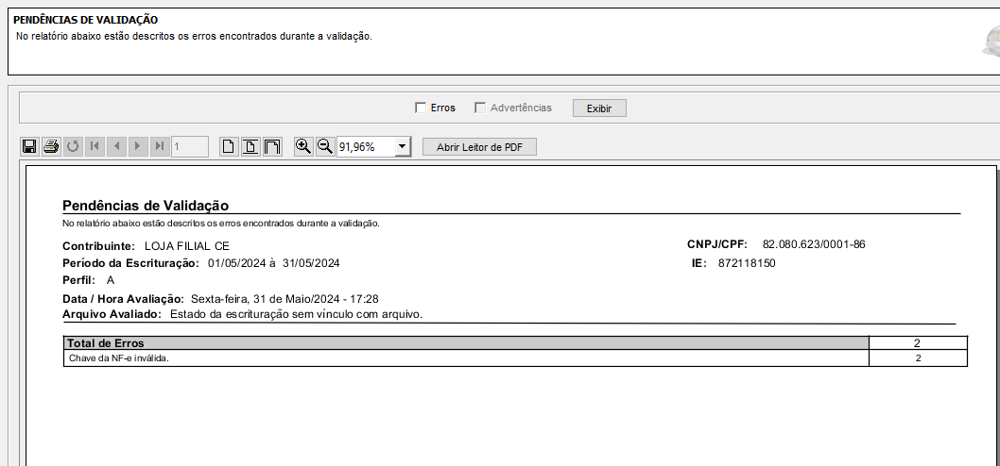 PENDÊNCIAS DE VALIDAÇÃO
No relatório abaixo estão descritos os erros encontrados durante a validação.
Erros Advertências Exibir
1 91,96% Abrir Leitor de PDF
Pendências de Validação
No relatório abaixo estão descritos os erros encontrados durante a validação.
Contribuinte: LOJA FILIAL CE CNPJ/CPF: 82.080.623/0001-86
Período da Escrituração: 01/05/2024 à 31/05/2024 IE: 872118150
Perfil: A
Data / Hora Avaliação: Sexta-feira, 31 de Maio/2024 - 17:28
Arquivo Avaliado: Estado da escrituração sem vínculo com arquivo.
Total de Erros 2
Chave da NF-e inválida. 2